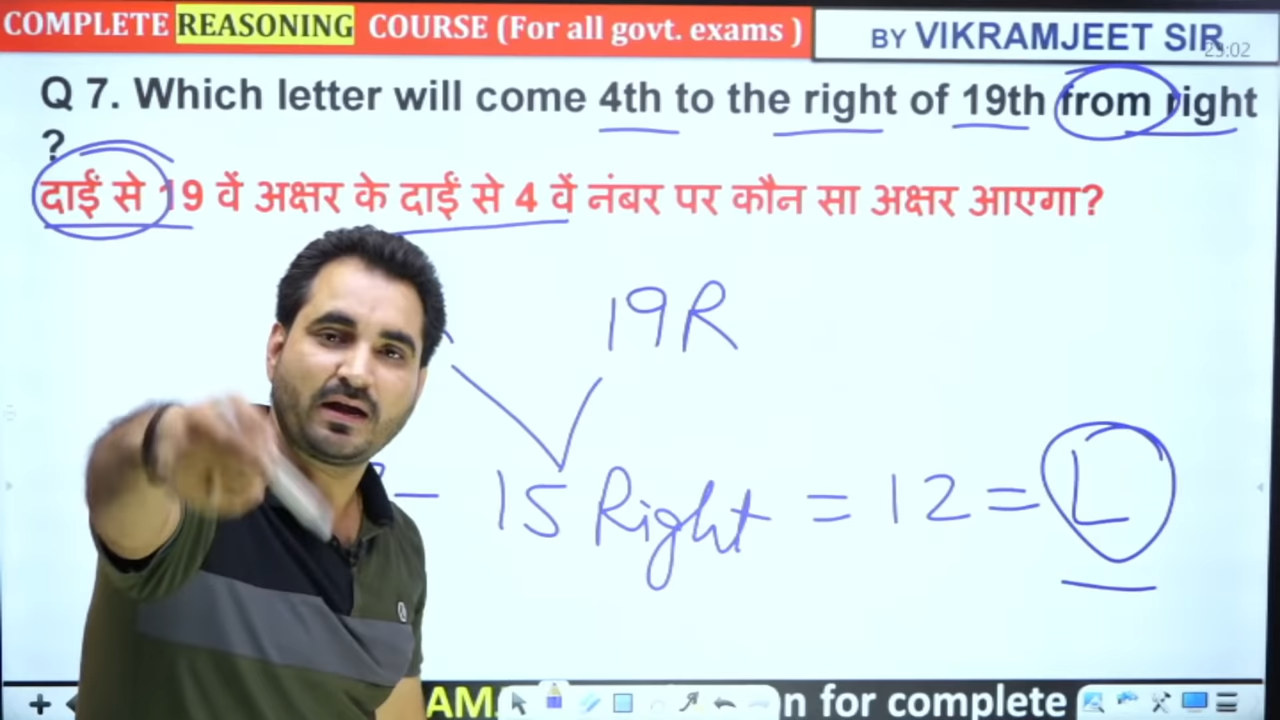 COMPLETE REASONING COURSE (For all govt. exams )
BY VIKRAMJEET SIR
23:02
Q 7. Which letter will come 4th to the right of 19th from right
?
दाईं से 19 वें अक्षर के दाईं से 4 वें नंबर पर कौन सा अक्षर आएगा?
19R
– 15 Right = 12 = L
AM
n for complete